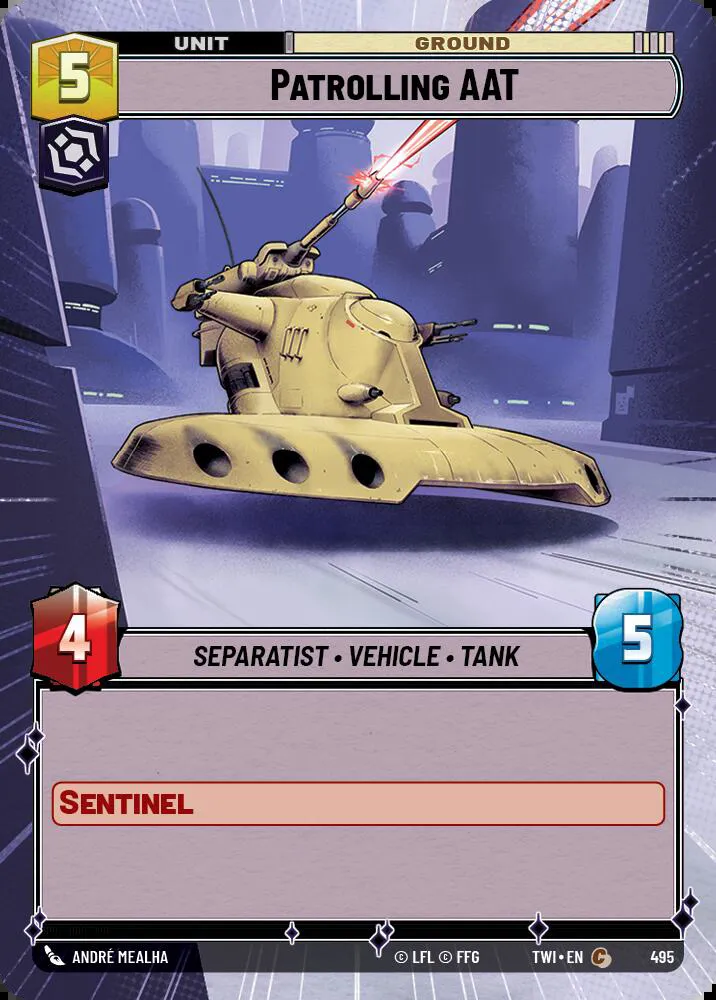 UNIT GROUND
5 PATROLLING AAT
4 SEPARATIST • VEHICLE • TANK 5
SENTINEL
ANDRÉ MEALHA © LFL © FFG TWI • EN C 495